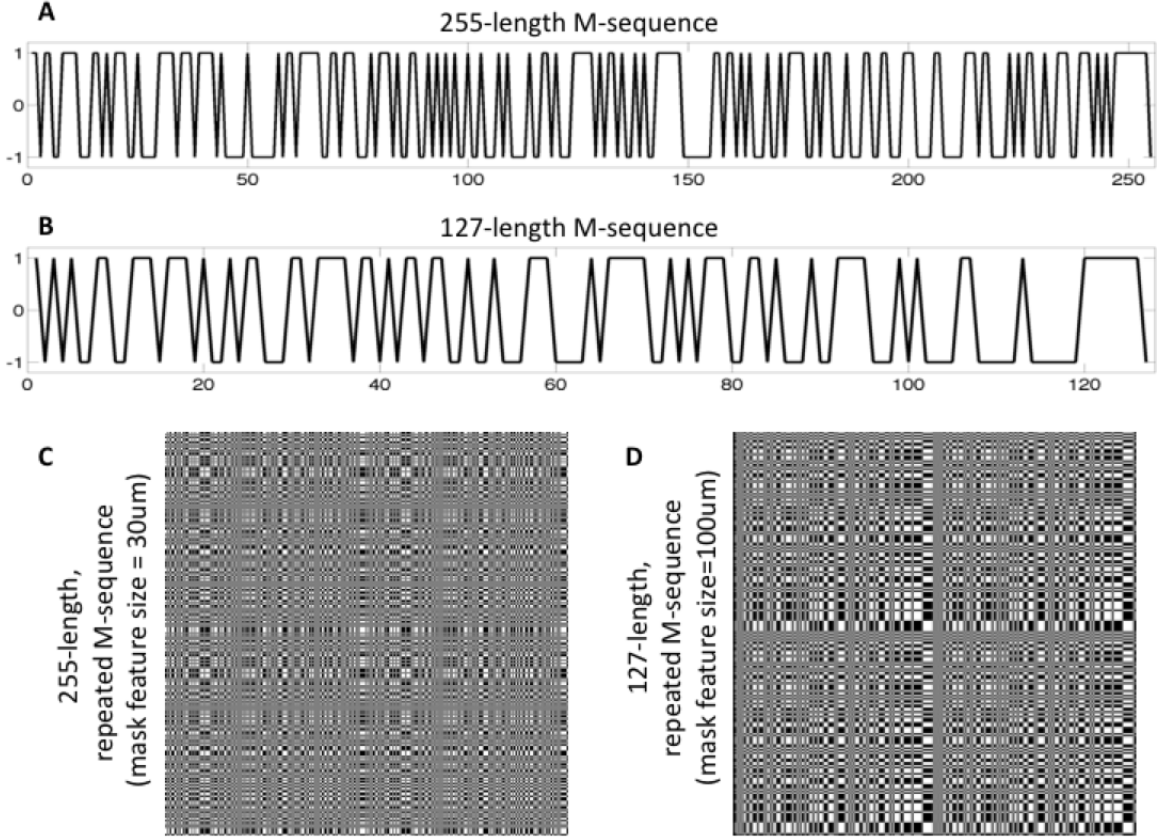 A
255-length M-sequence
1
0
-1
0 50 100 150 200 250
B
127-length M-sequence
1
0
-1
0 20 40 60 80 100 120
C
255-length,
repeated M-sequence
(mask feature size = 30um)
D
127-length,
repeated M-sequence
(mask feature size=100um)